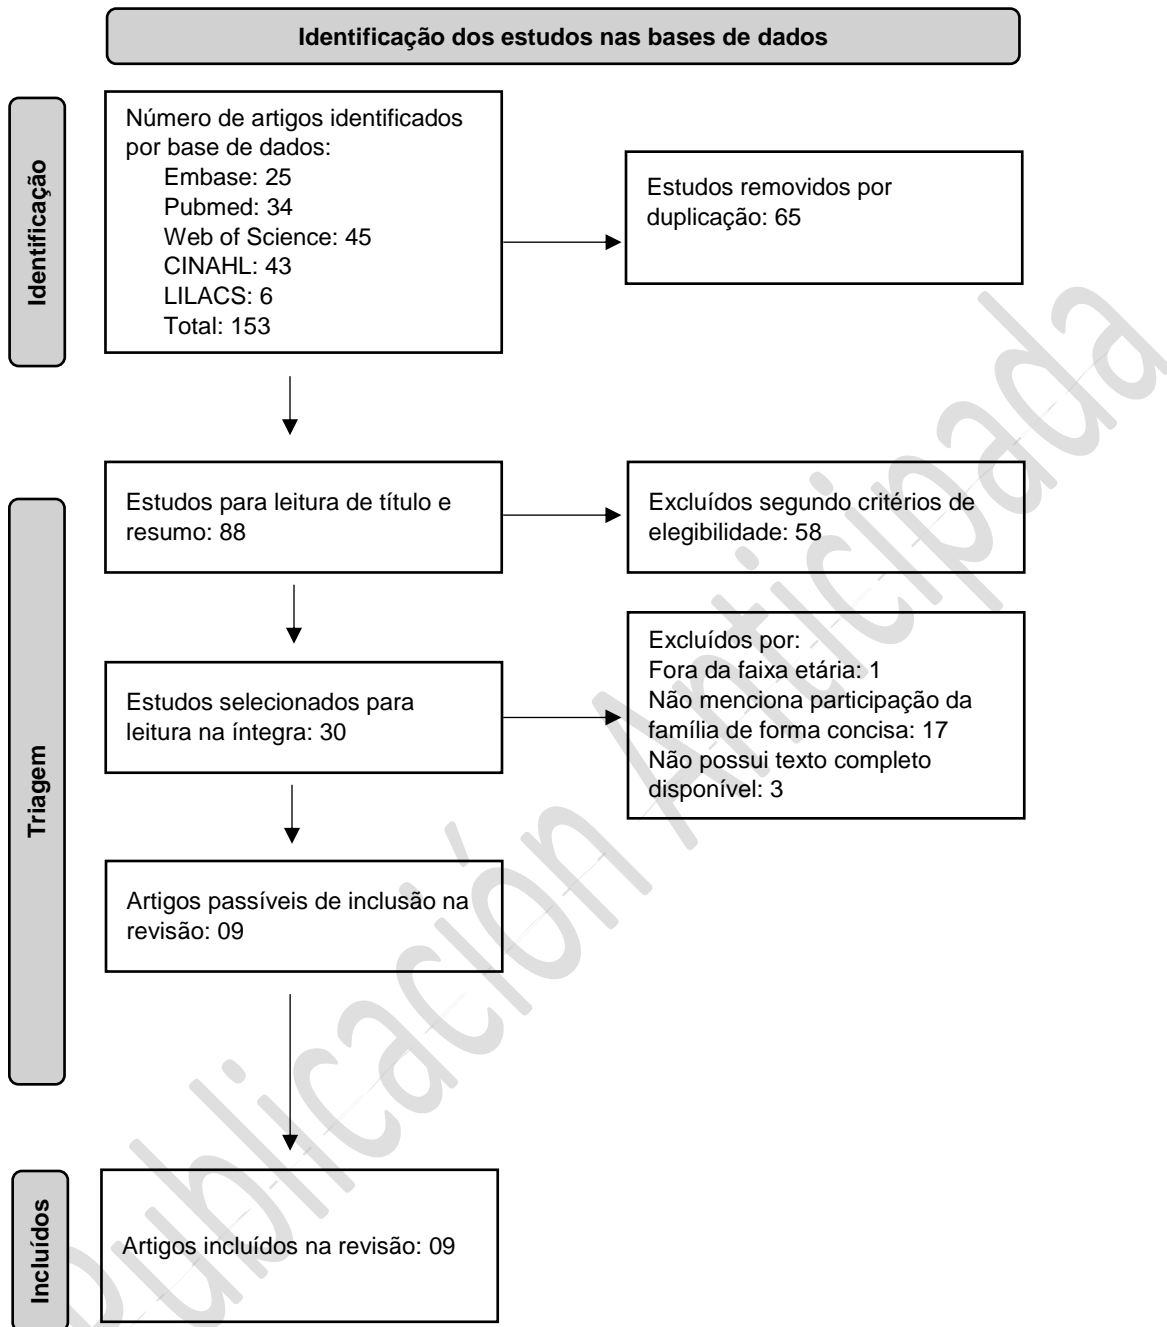 Identificação dos estudos nas bases de dados
Identificação
Número de artigos identificados
por base de dados:
Embase: 25
Pubmed: 34
Web of Science: 45
CINAHL: 43
LILACS: 6
Total: 153
Estudos removidos por
duplicação: 65
Triagem
Estudos para leitura de título e
resumo: 88
Excluídos segundo critérios de
elegibilidade: 58
Estudos selecionados para
leitura na íntegra: 30
Excluídos por:
Fora da faixa etária: 1
Não menciona participação da
família de forma concisa: 17
Não possui texto completo
disponível: 3
Artigos passíveis de inclusão na
revisão: 09
Incluídos
Artigos incluídos na revisão: 09
Publicación Anticipada